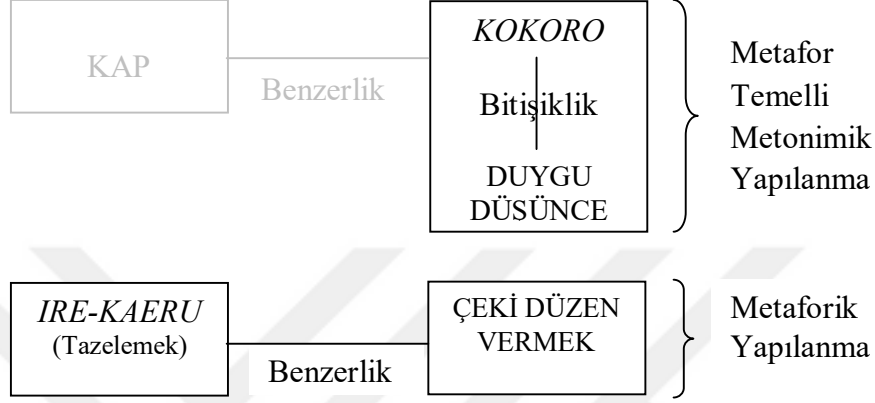 KAP
Benzerlik
KOKORO
Bitişiklik
DUYGU
DÜSÜNCE
Metafor
Temelli
Metonimik
Yapılanma
IRE-KAERU
(Tazelemek)
Benzerlik
ÇEKİ DÜZEN
VERMEK
Metaforik
Yapılanma